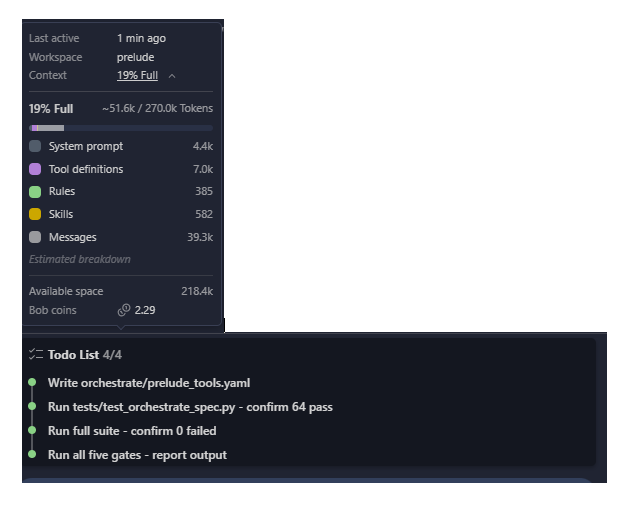 Last active 1 min ago
Workspace prelude
Context 19% Full
19% Full ~51.6k / 270.0k Tokens
System prompt 4.4k
Tool definitions 7.0k
Rules 385
Skills 582
Messages 39.3k
Estimated breakdown
Available space 218.4k
Bob coins 2.29
Todo List 4/4
Write orchestrate/prelude_tools.yaml
Run tests/test_orchestrate_spec.py - confirm 64 pass
Run full suite - confirm 0 failed
Run all five gates - report output